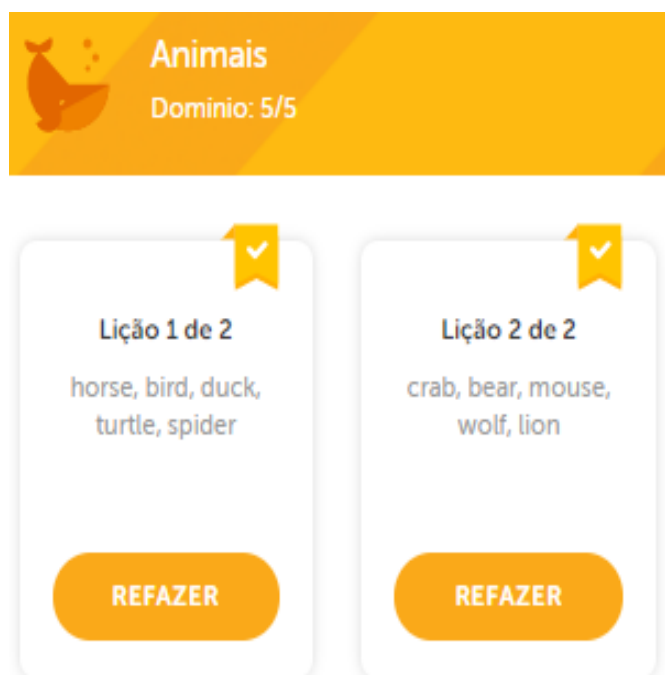 Animais
Domínio: 5/5
Lição 1 de 2
horse, bird, duck,
turtle, spider
REFAZER
Lição 2 de 2
crab, bear, mouse,
wolf, lion
REFAZER